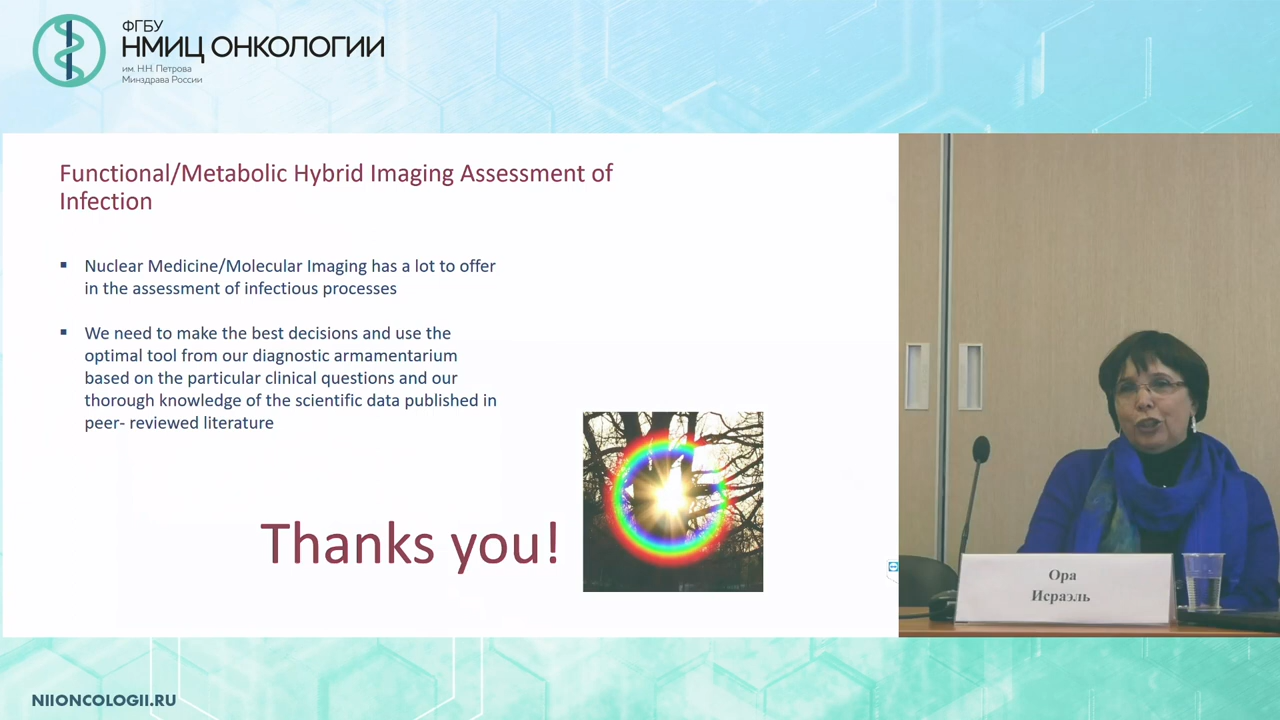 ФГБУ
НМИЦ ОНКОЛОГИИ
им. Н.Н. Петрова
Минздрава России
Functional/Metabolic Hybrid Imaging Assessment of
Infection
▪ Nuclear Medicine/Molecular Imaging has a lot to offer
in the assessment of infectious processes
▪ We need to make the best decisions and use the
optimal tool from our diagnostic armamentarium
based on the particular clinical questions and our
thorough knowledge of the scientific data published in
peer- reviewed literature
Thanks you!
Ора
Исраэль
NIIONCOLOGII.RU